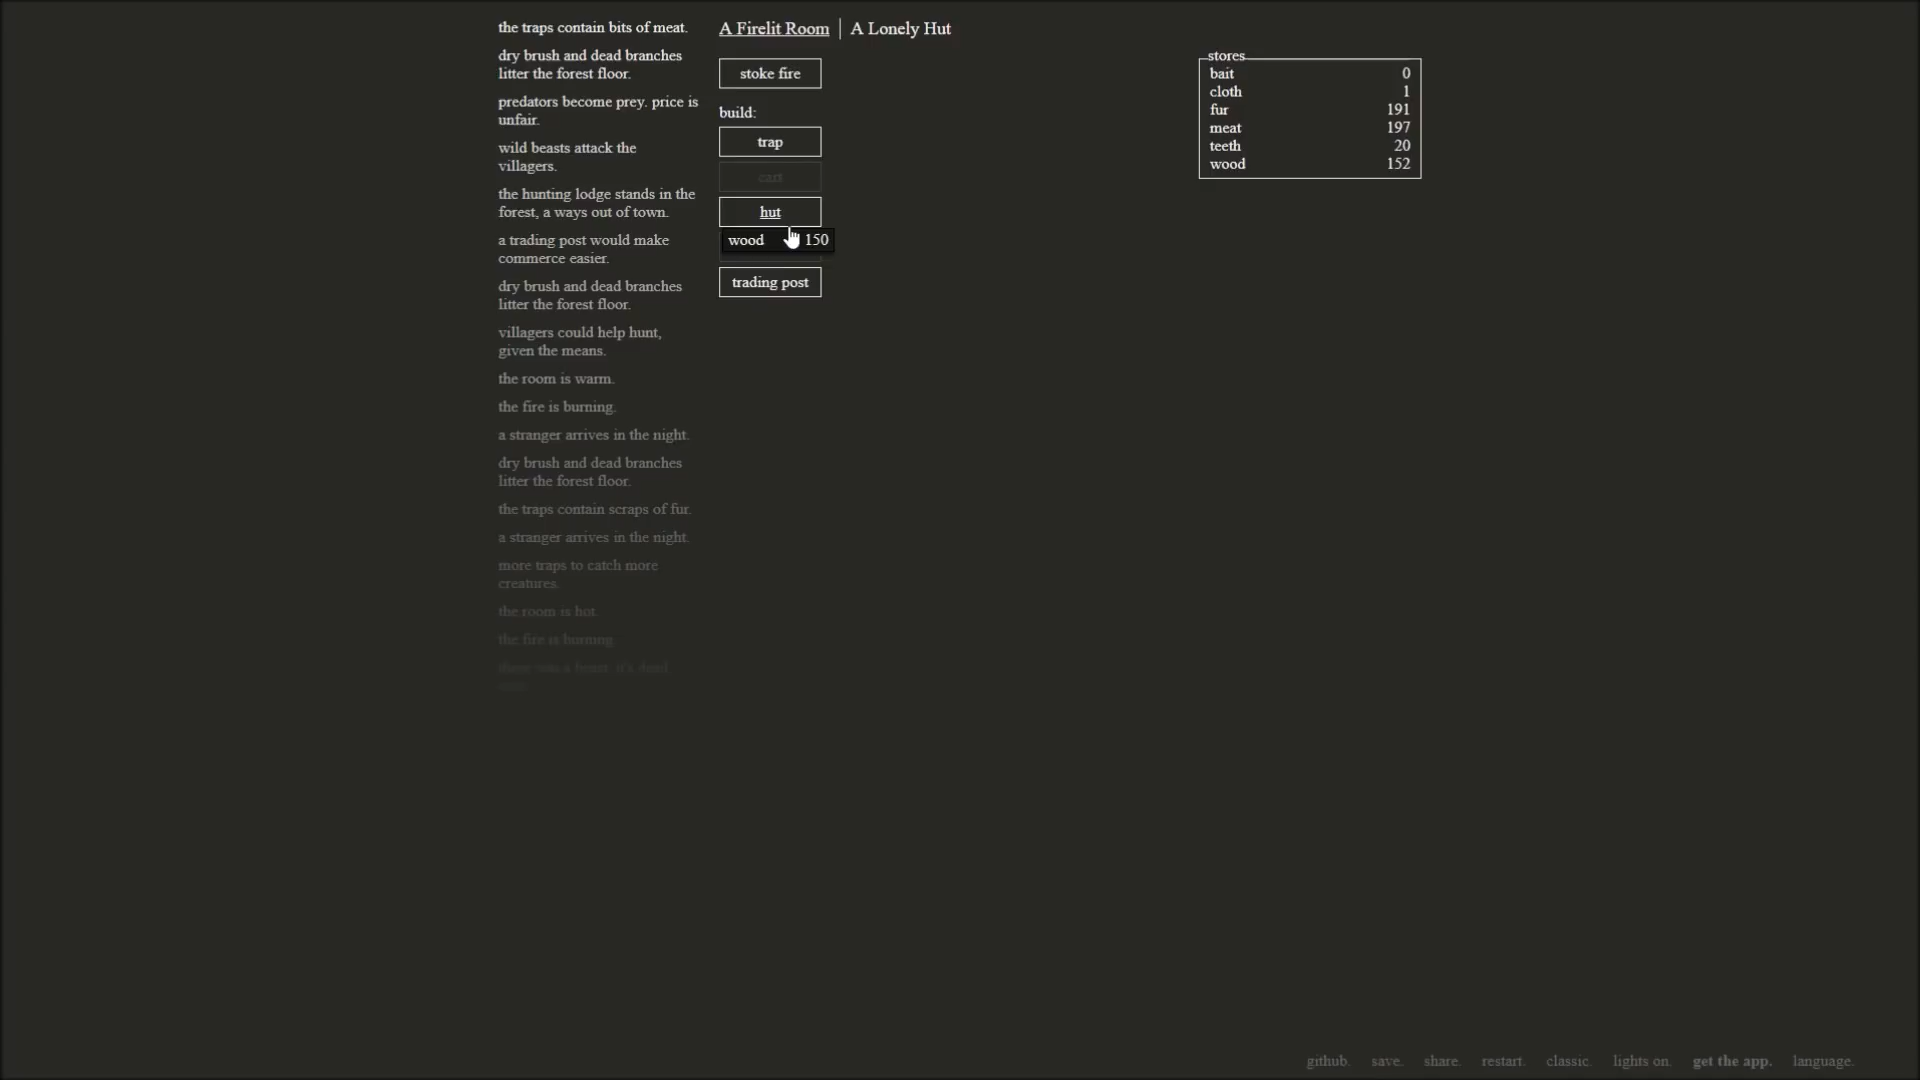 the traps contain bits of meat.
dry brush and dead branches
litter the forest floor.
predators become prey. price is
unfair.
wild beasts attack the
villagers.
the hunting lodge stands in the
forest, a ways out of town.
a trading post would make
commerce easier.
dry brush and dead branches
litter the forest floor.
villagers could help hunt,
given the means.
the room is warm.
the fire is burning.
a stranger arrives in the night.
dry brush and dead branches
litter the forest floor.
the traps contain scraps of fur.
a stranger arrives in the night.
more traps to catch more
creatures.
the room is hot.
the fire is burning.
there was a beast. it's dead
A Firelit Room | A Lonely Hut
stoke fire
build:
trap
cart
hut
wood 150
trading post
stores
bait 0
cloth 1
fur 191
meat 197
teeth 20
wood 152
github. save. share. restart. classic. lights on. get the app. language.